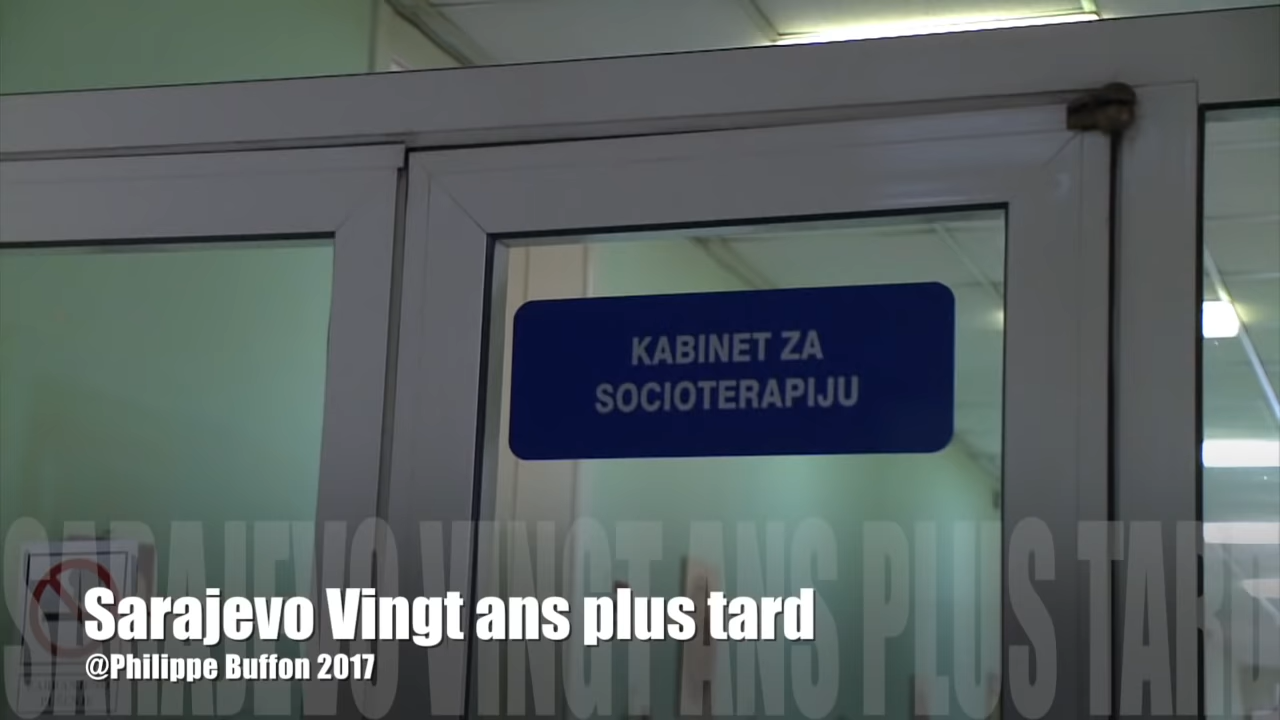 KABINET ZA
SOCIOTERAPIJU
SARAJEVO VINGT ANS PLUS TARD
Sarajevo Vingt ans plus tard
@Philippe Buffon 2017